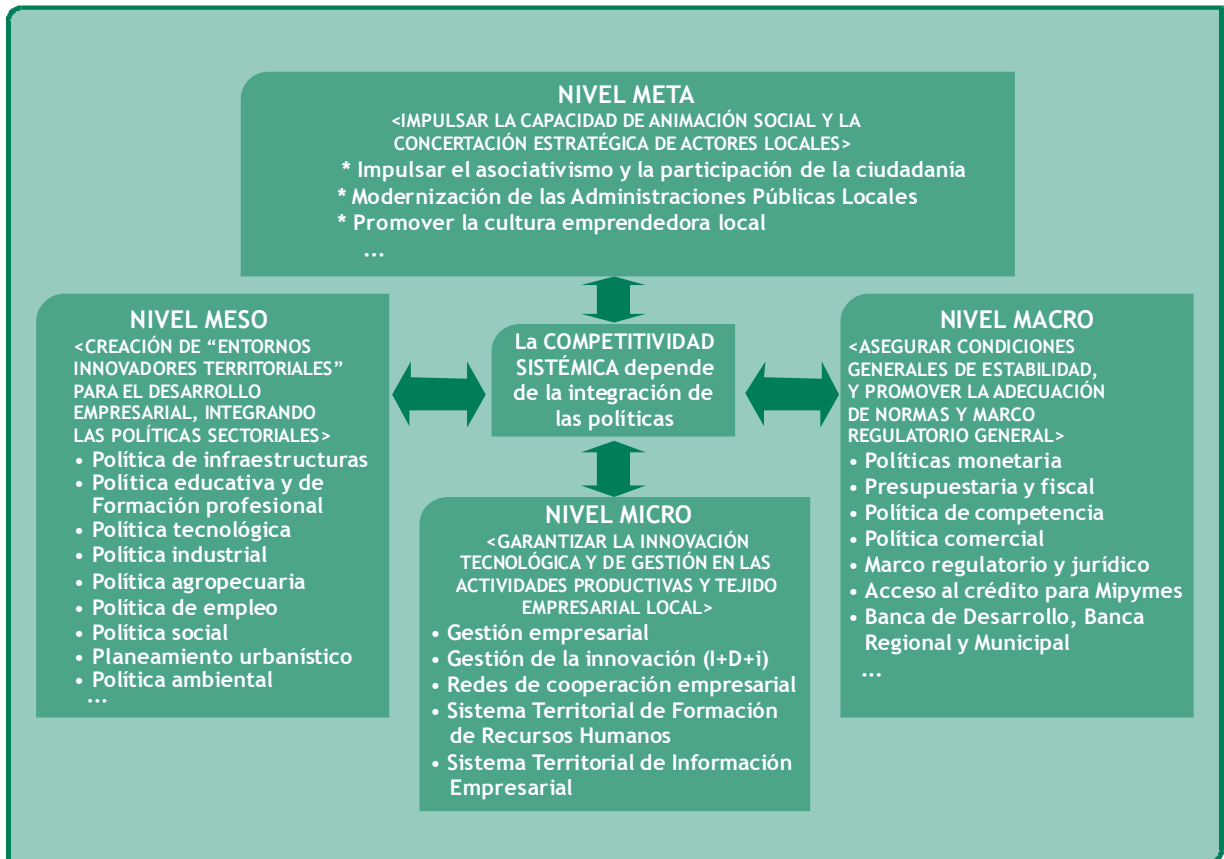 NIVEL META
<IMPULSAR LA CAPACIDAD DE ANIMACIÓN SOCIAL Y LA
CONCERTACIÓN ESTRATÉGICA DE ACTORES LOCALES>
* Impulsar el asociativismo y la participación de la ciudadanía
* Modernización de las Administraciones Públicas Locales
* Promover la cultura emprendedora local
...
NIVEL MESO
<CREACIÓN DE “ENTORNOS
INNOVADORES TERRITORIALES”
PARA EL DESARROLLO
EMPRESARIAL, INTEGRANDO
LAS POLÍTICAS SECTORIALES>
• Política de infraestructuras
• Política educativa y de
Formación profesional
• Política tecnológica
• Política industrial
• Política agropecuaria
• Política de empleo
• Política social
• Planeamiento urbanístico
• Política ambiental
...
La COMPETITIVIDAD
SISTÉMICA depende
de la integración de
las políticas
NIVEL MACRO
<ASEGURAR CONDICIONES
GENERALES DE ESTABILIDAD,
Y PROMOVER LA ADECUACIÓN
DE NORMAS Y MARCO
REGULATORIO GENERAL>
• Políticas monetaria
• Presupuestaria y fiscal
• Política de competencia
• Política comercial
• Marco regulatorio y jurídico
• Acceso al crédito para Mipymes
• Banca de Desarrollo, Banca
Regional y Municipal
...
NIVEL MICRO
<GARANTIZAR LA INNOVACIÓN
TECNOLÓGICA Y DE GESTIÓN EN LAS
ACTIVIDADES PRODUCTIVAS Y TEJIDO
EMPRESARIAL LOCAL>
• Gestión empresarial
• Gestión de la innovación (I+D+i)
• Redes de cooperación empresarial
• Sistema Territorial de Formación
de Recursos Humanos
• Sistema Territorial de Información
Empresarial